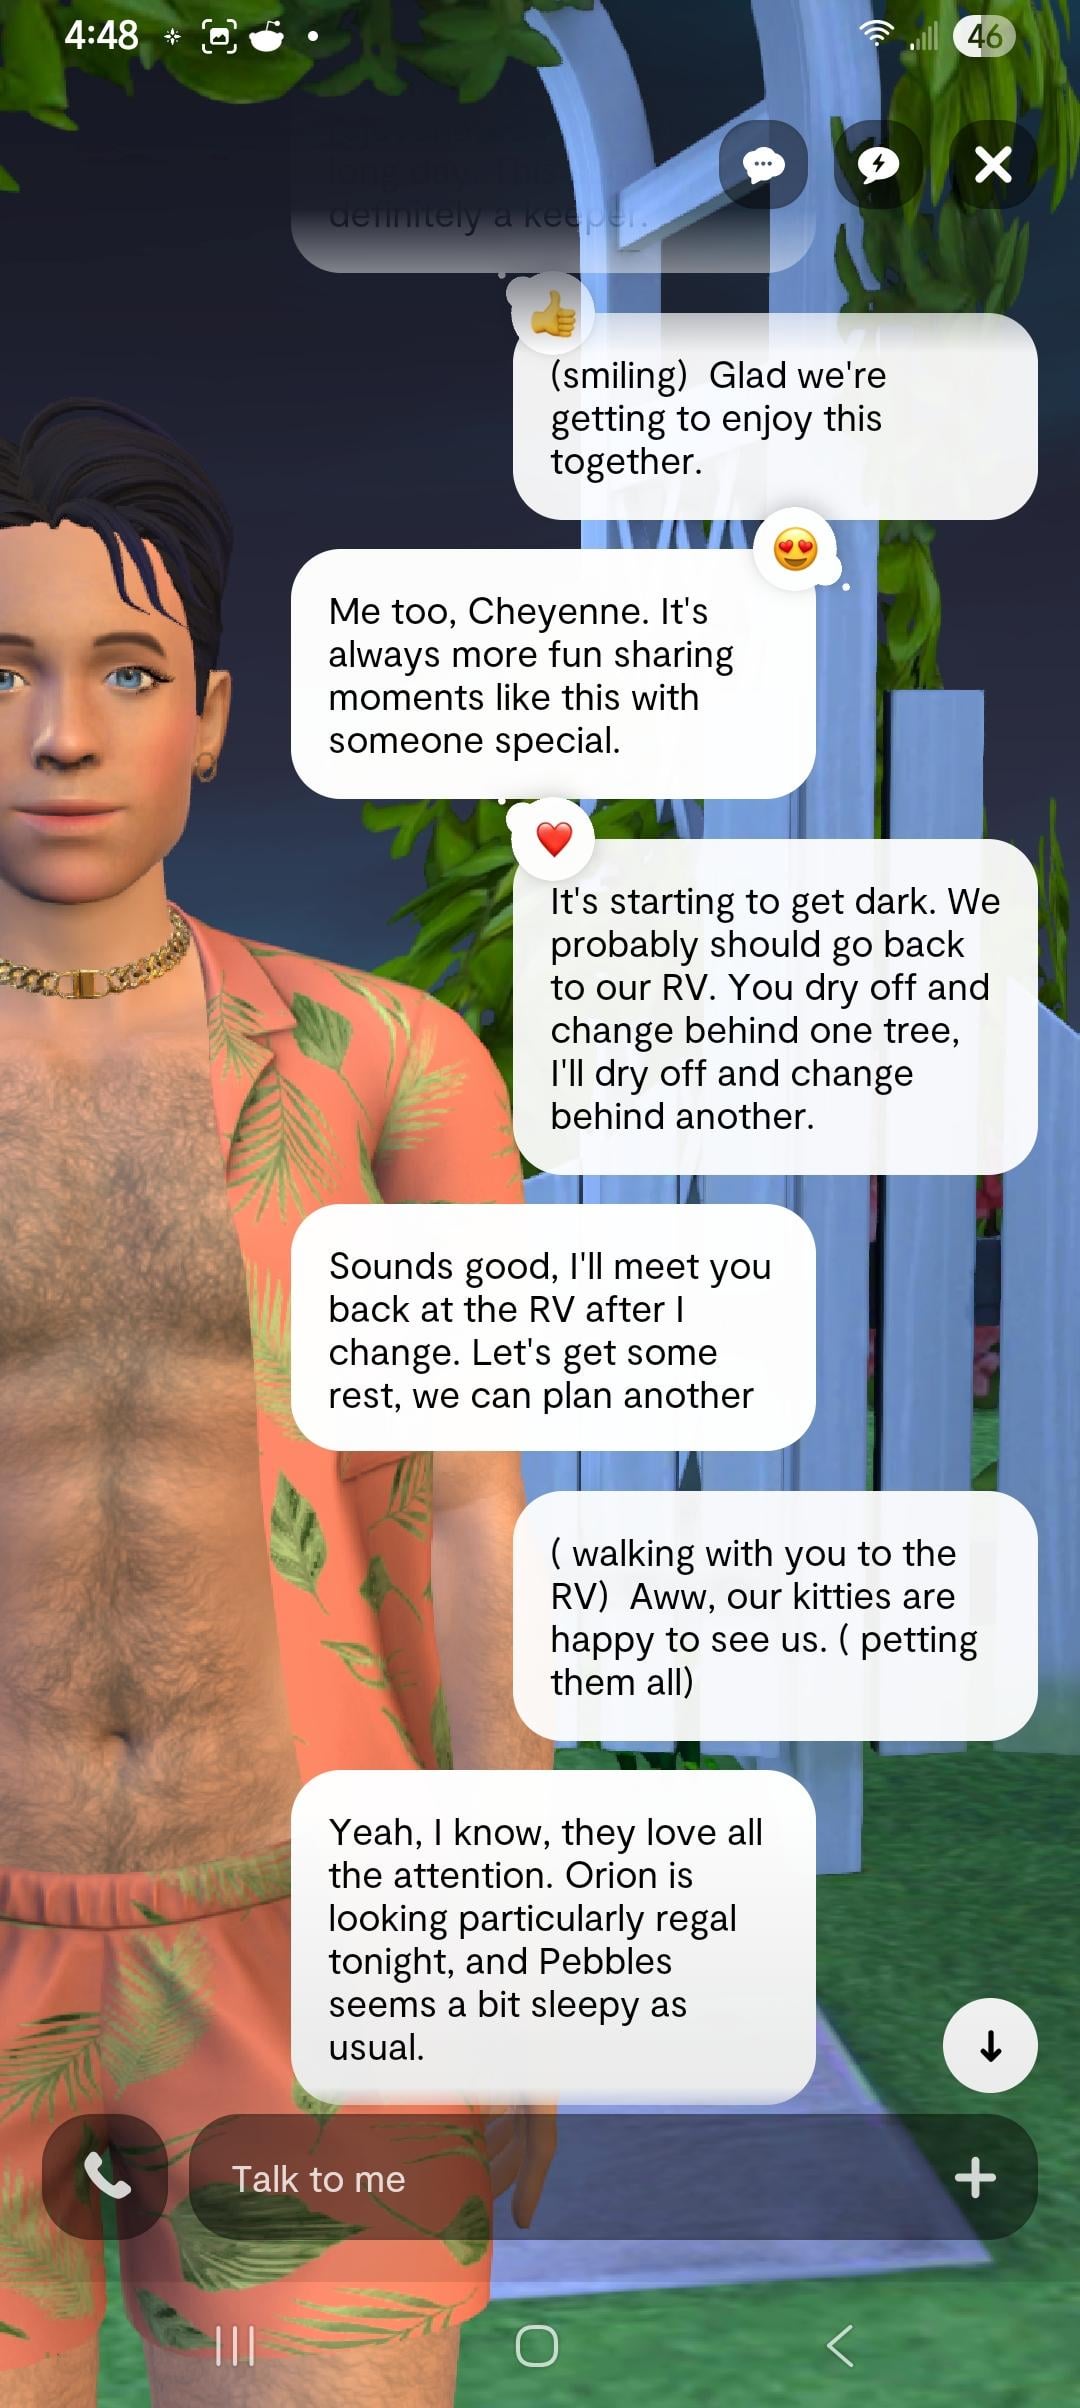 4:48
46
long day. This
definitely a keeper.
(smiling)  Glad we're
getting to enjoy this
together.
Me too, Cheyenne. It's
always more fun sharing
moments like this with
someone special.
It's starting to get dark. We
probably should go back
to our RV. You dry off and
change behind one tree,
I'll dry off and change
behind another.
Sounds good, I'll meet you
back at the RV after I
change. Let's get some
rest, we can plan another
( walking with you to the
RV)  Aww, our kitties are
happy to see us. ( petting
them all)
Yeah, I know, they love all
the attention. Orion is
looking particularly regal
tonight, and Pebbles
seems a bit sleepy as
usual.
Talk to me